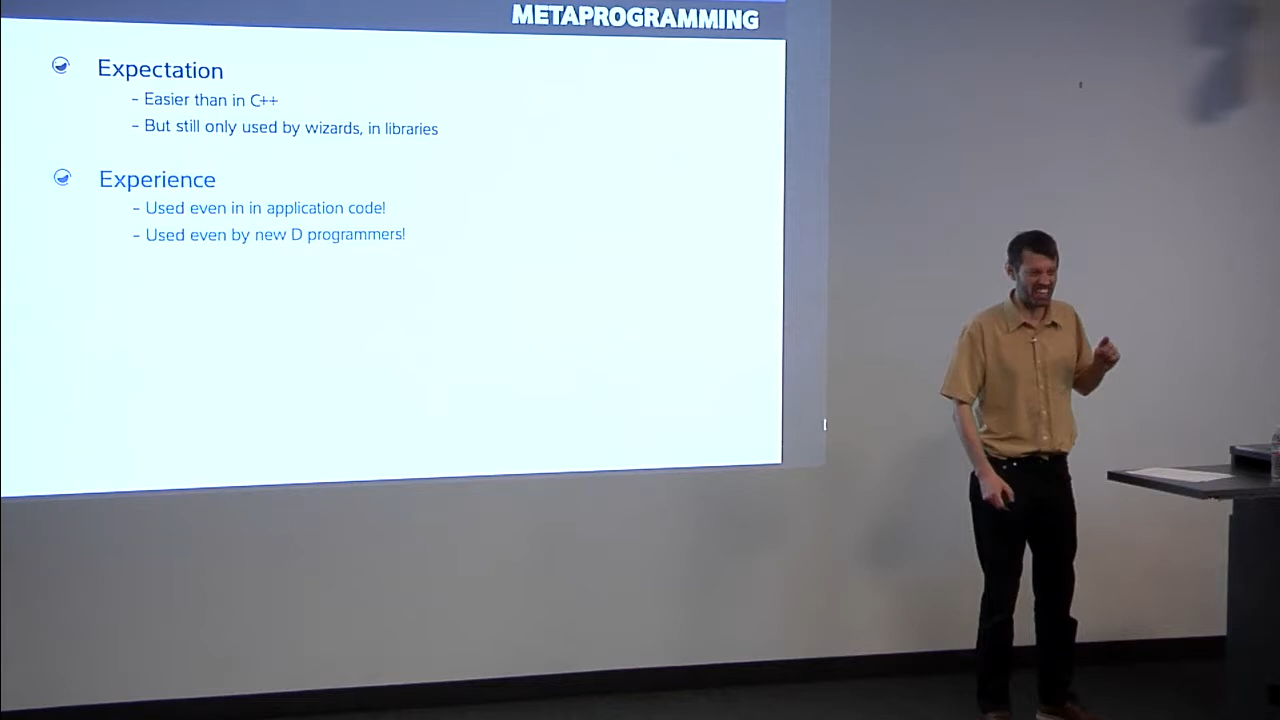 METAPROGRAMMING
Expectation
- Easier than in C++
- But still only used by wizards, in libraries
Experience
- Used even in in application code!
- Used even by new D programmers!